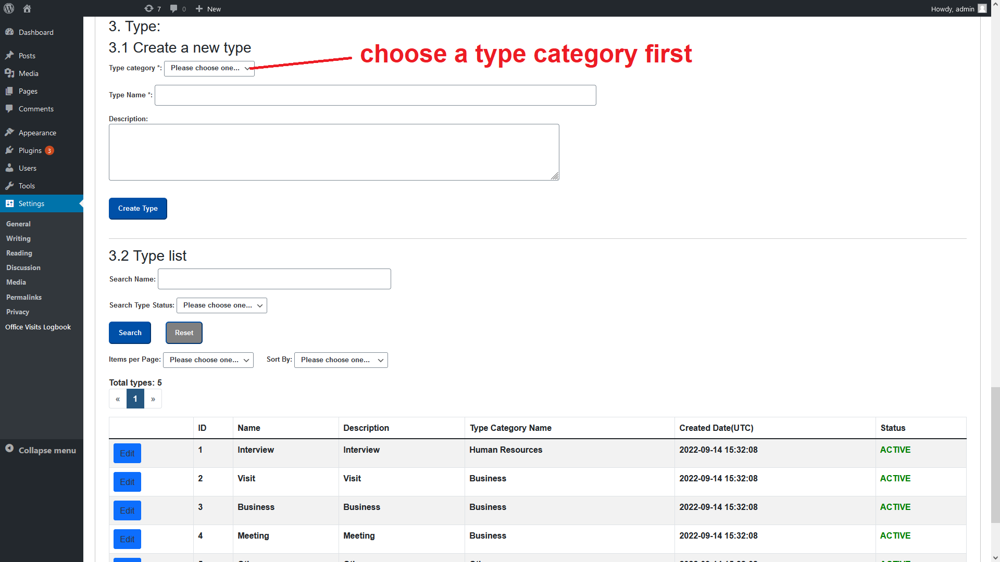 7 0 New Howdy, admin
Dashboard
Posts
Media
Pages
Comments
Appearance
Plugins 3
Users
Tools
Settings
General
Writing
Reading
Discussion
Media
Permalinks
Privacy
Office Visits Logbook
Collapse menu
3. Type:
3.1 Create a new type
choose a type category first
Type category *: Please choose one...
Type Name *:
Description:
Create Type
3.2 Type list
Search Name:
Search Type Status: Please choose one...
Search Reset
Items per Page: Please choose one... Sort By: Please choose one...
Total types: 5
« 1 »
ID Name Description Type Category Name Created Date(UTC) Status
Edit 1 Interview Interview Human Resources 2022-09-14 15:32:08 ACTIVE
Edit 2 Visit Visit Business 2022-09-14 15:32:08 ACTIVE
Edit 3 Business Business Business 2022-09-14 15:32:08 ACTIVE
Edit 4 Meeting Meeting Business 2022-09-14 15:32:08 ACTIVE